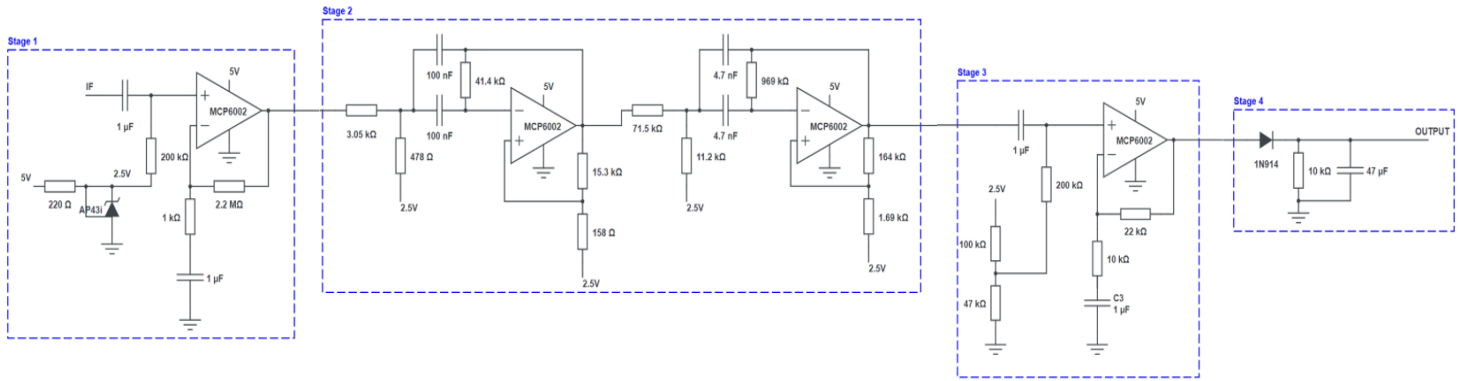 Stage 1
IF
1 µF
5V
MCP6002
200 kΩ
5V
220 Ω
2.5V
AP43i
2.2 MΩ
1 kΩ
1 µF
Stage 2
3.05 kΩ
478 Ω
2.5V
100 nF
100 nF
41.4 kΩ
5V
MCP6002
15.3 kΩ
158 Ω
2.5V
71.5 kΩ
11.2 kΩ
2.5V
4.7 nF
4.7 nF
969 kΩ
5V
MCP6002
164 kΩ
1.69 kΩ
2.5V
Stage 3
1 µF
5V
MCP6002
200 kΩ
2.5V
100 kΩ
47 kΩ
22 kΩ
10 kΩ
C3
1 µF
Stage 4
1N914
10 kΩ
47 µF
OUTPUT